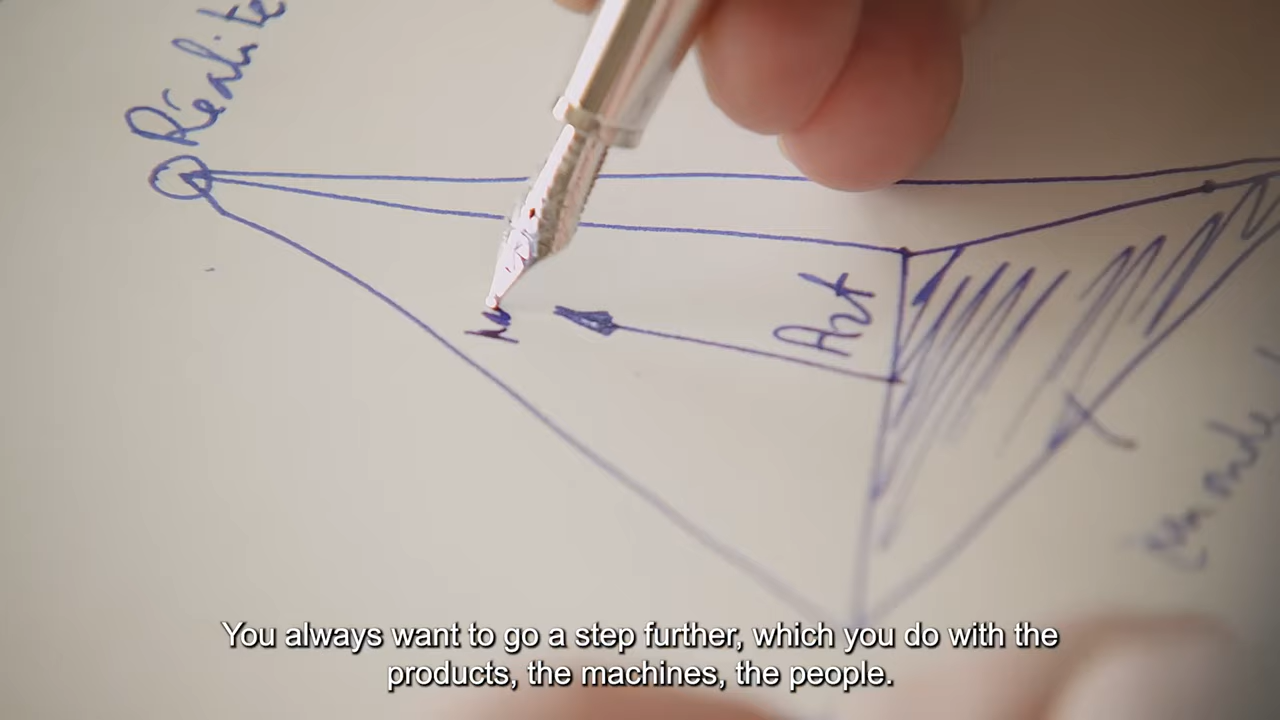 Réalité
Art
You always want to go a step further, which you do with the
products, the machines, the people.